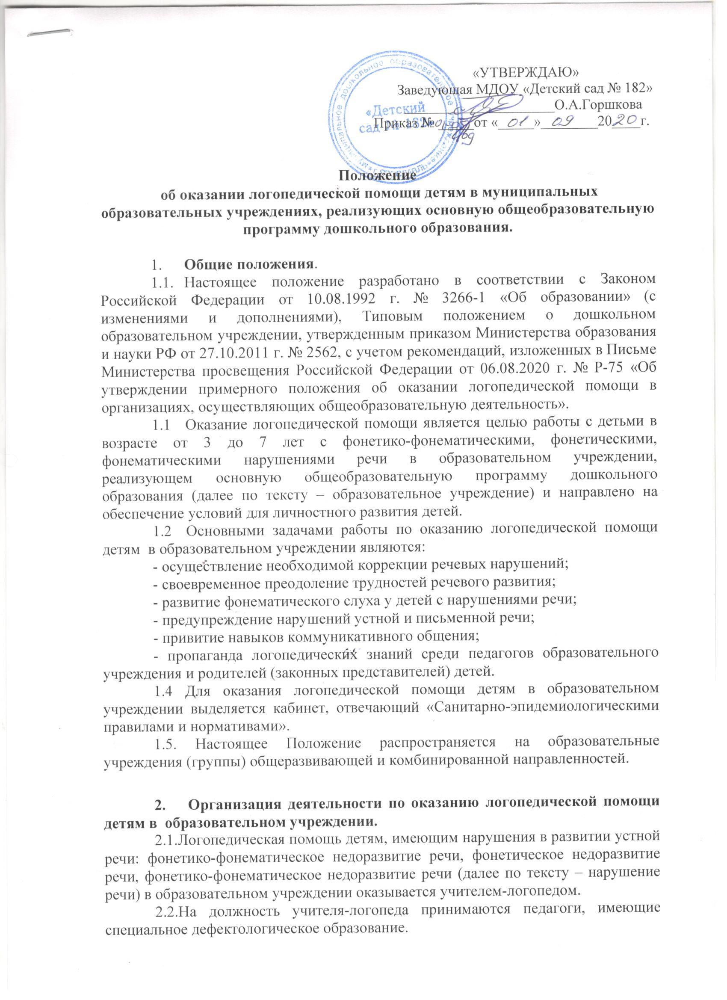 «УТВЕРЖДАЮ»
Заведующая МДОУ «Детский сад № 182»
О.А.Горшкова
Приказ № от «01» 09 2020 г.
муниципальное дошкольное образовательное учреждение * г. Ярославль *
«Детский
сад № 182»
Положение
об оказании логопедической помощи детям в муниципальных
образовательных учреждениях, реализующих основную общеобразовательную
программу дошкольного образования.
1. Общие положения.
1.1. Настоящее положение разработано в соответствии с Законом
Российской Федерации от 10.08.1992 г. № 3266-1 «Об образовании» (с
изменениями и дополнениями), Типовым положением о дошкольном
образовательном учреждении, утвержденным приказом Министерства образования
и науки РФ от 27.10.2011 г. № 2562, с учетом рекомендаций, изложенных в Письме
Министерства просвещения Российской Федерации от 06.08.2020 г. № Р-75 «Об
утверждении примерного положения об оказании логопедической помощи в
организациях, осуществляющих общеобразовательную деятельность».
1.1 Оказание логопедической помощи является целью работы с детьми в
возрасте от 3 до 7 лет с фонетико-фонематическими, фонетическими,
фонематическими нарушениями речи в образовательном учреждении,
реализующем основную общеобразовательную программу дошкольного
образования (далее по тексту – образовательное учреждение) и направлено на
обеспечение условий для личностного развития детей.
1.2 Основными задачами работы по оказанию логопедической помощи
детям в образовательном учреждении являются:
- осуществление необходимой коррекции речевых нарушений;
- своевременное преодоление трудностей речевого развития;
- развитие фонематического слуха у детей с нарушениями речи;
- предупреждение нарушений устной и письменной речи;
- привитие навыков коммуникативного общения;
- пропаганда логопедических знаний среди педагогов образовательного
учреждения и родителей (законных представителей) детей.
1.4 Для оказания логопедической помощи детям в образовательном
учреждении выделяется кабинет, отвечающий «Санитарно-эпидемиологическими
правилами и нормативами».
1.5. Настоящее Положение распространяется на образовательные
учреждения (группы) общеразвивающей и комбинированной направленностей.
2. Организация деятельности по оказанию логопедической помощи
детям в образовательном учреждении.
2.1.Логопедическая помощь детям, имеющим нарушения в развитии устной
речи: фонетико-фонематическое недоразвитие речи, фонетическое недоразвитие
речи, фонетико-фонематическое недоразвитие речи (далее по тексту – нарушение
речи) в образовательном учреждении оказывается учителем-логопедом.
2.2.На должность учителя-логопеда принимаются педагоги, имеющие
специальное дефектологическое образование.